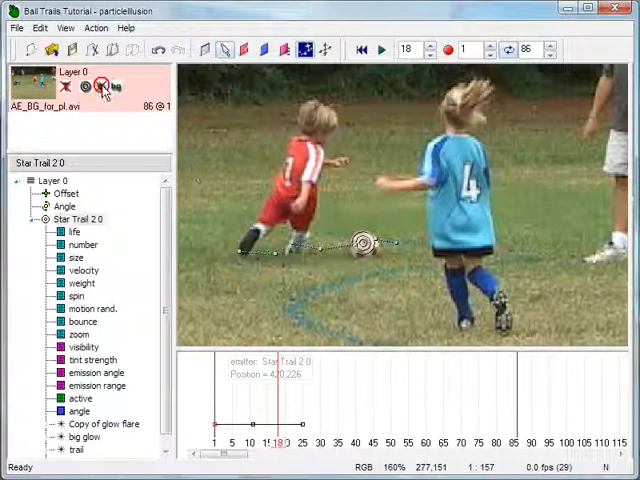 Ball Trails Tutorial - particleIllusion
File Edit View Action Help
18 1 86
Layer 0
bg
AE_BG_for_pI.avi 86 @ 1
Star Trail 2 0
Layer 0
Offset
Angle
Star Trail 2 0
life
number
size
velocity
weight
spin
motion rand.
bounce
zoom
visibility
tint strength
emission angle
emission range
active
angle
Copy of glow flare
big glow
trail
1
4
emitter: Star Trail 2 0
Position = 420,226
1 5 10 15 18 25 30 35 40 45 50 55 60 65 70 75 80 85 90 95 100 105 110 115
Ready RGB 160% 277,151 1 : 157 0.0 fps (29) N